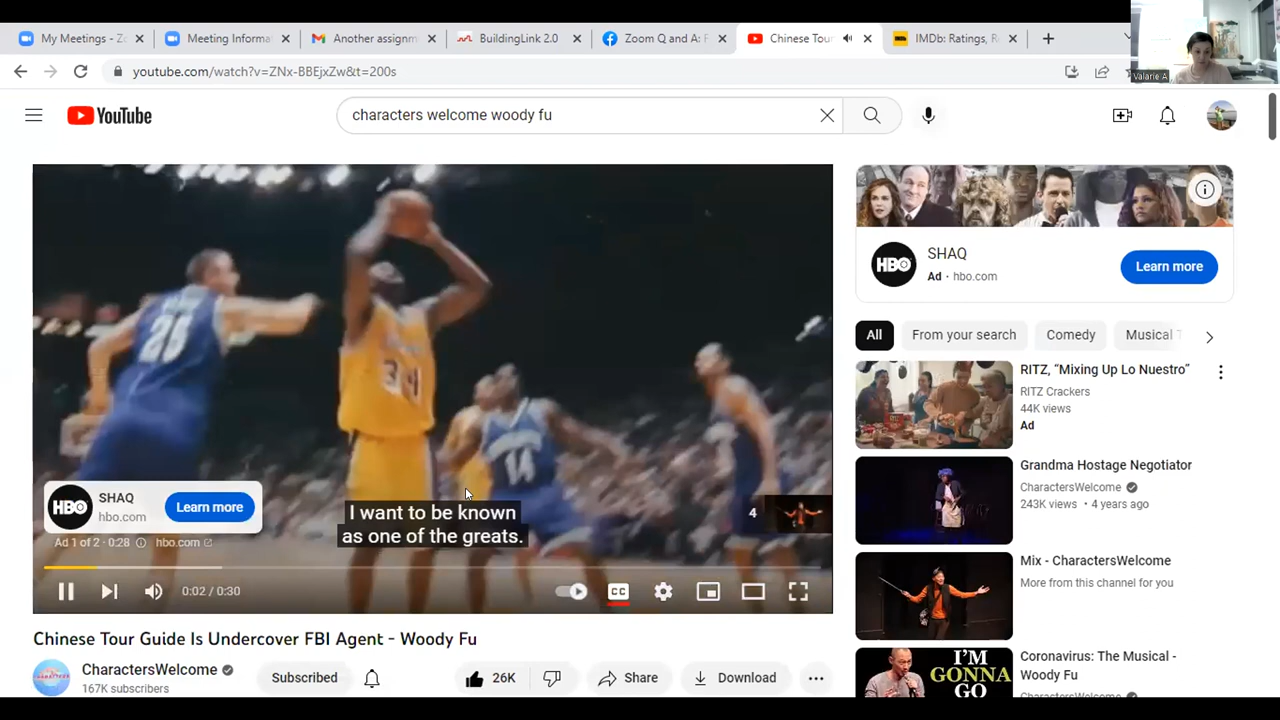 My Meetings - Z
Meeting Informa
Another assignm
BuildingLink 2.0
Zoom Q and A: F
Chinese Tour
IMDb: Ratings, R
youtube.com/watch?v=ZNx-BBEjxZw&t=200s
Valarie A
YouTube
characters welcome woody fu
34
14
SHAQ
hbo.com
Learn more
I want to be known
as one of the greats.
4
Ad 1 of 2 · 0:28
hbo.com
0:02 / 0:30
CC
Chinese Tour Guide Is Undercover FBI Agent - Woody Fu
CharactersWelcome
167K subscribers
Subscribed
26K
Share
Download
HBO
SHAQ
Ad · hbo.com
Learn more
All
From your search
Comedy
Musical
RITZ, “Mixing Up Lo Nuestro”
RITZ Crackers
44K views
Ad
Grandma Hostage Negotiator
CharactersWelcome
243K views · 4 years ago
Mix - CharactersWelcome
More from this channel for you
I'M
GONNA
GO
Coronavirus: The Musical -
Woody Fu